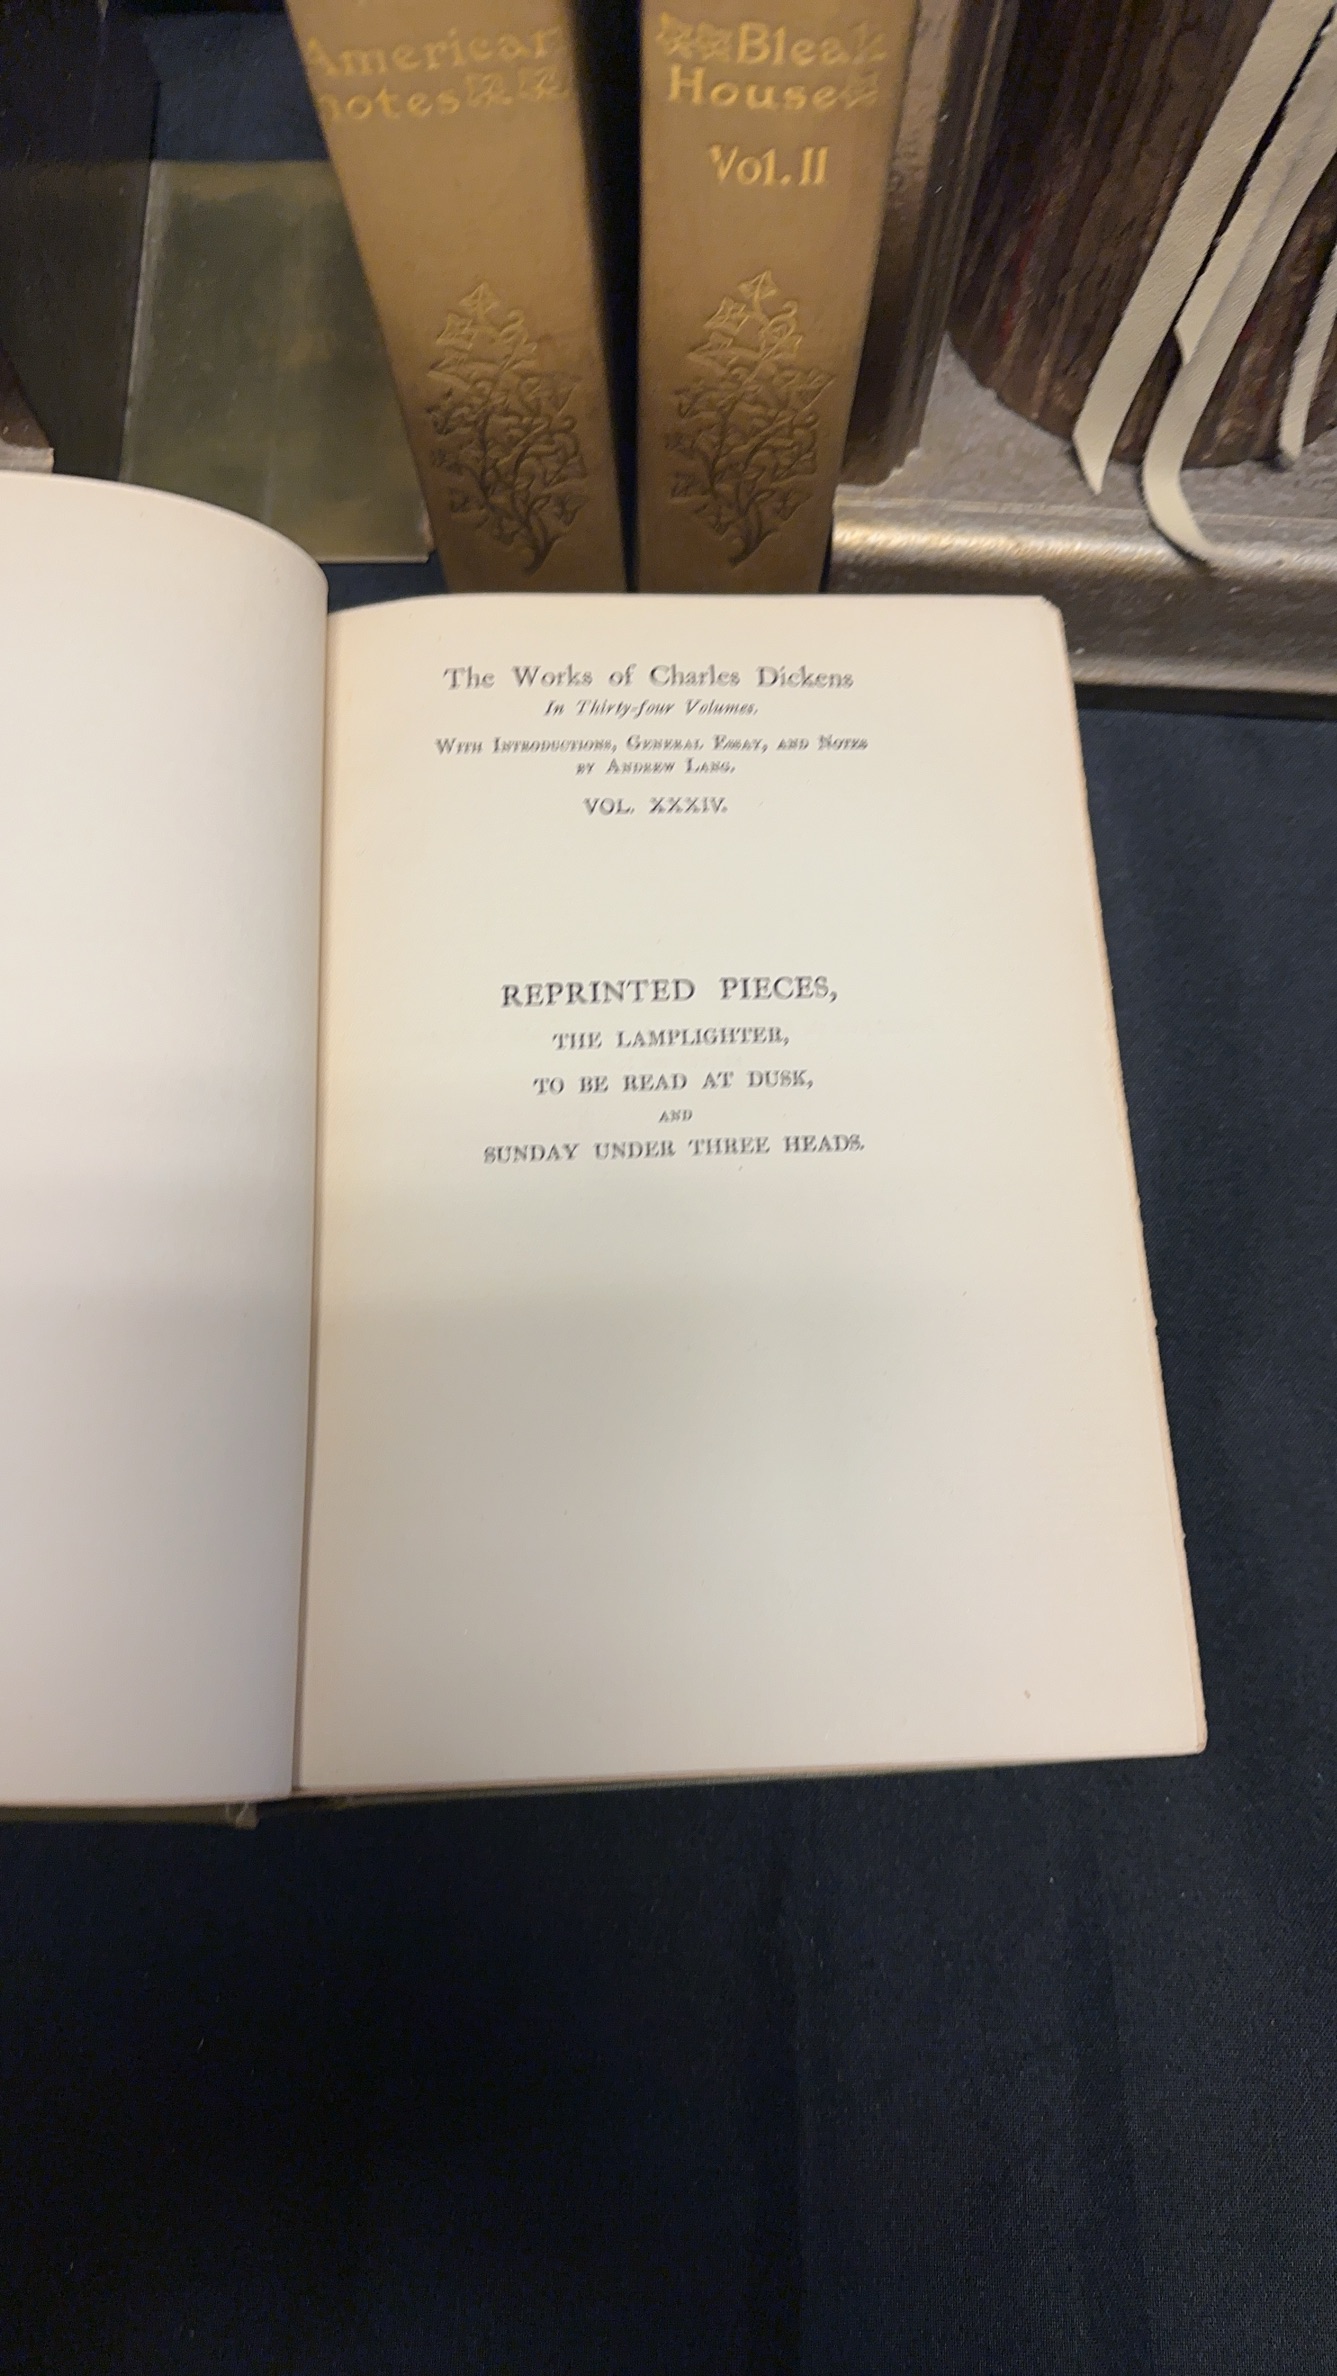 American
notes
Bleak
House
Vol. II
The Works of Charles Dickens
In Thirty-four Volumes.
With Introductions, General Essay, and Notes
by Andrew Lang.
VOL. XXXIV.
REPRINTED PIECES,
THE LAMPLIGHTER,
TO BE READ AT DUSK,
AND
SUNDAY UNDER THREE HEADS.